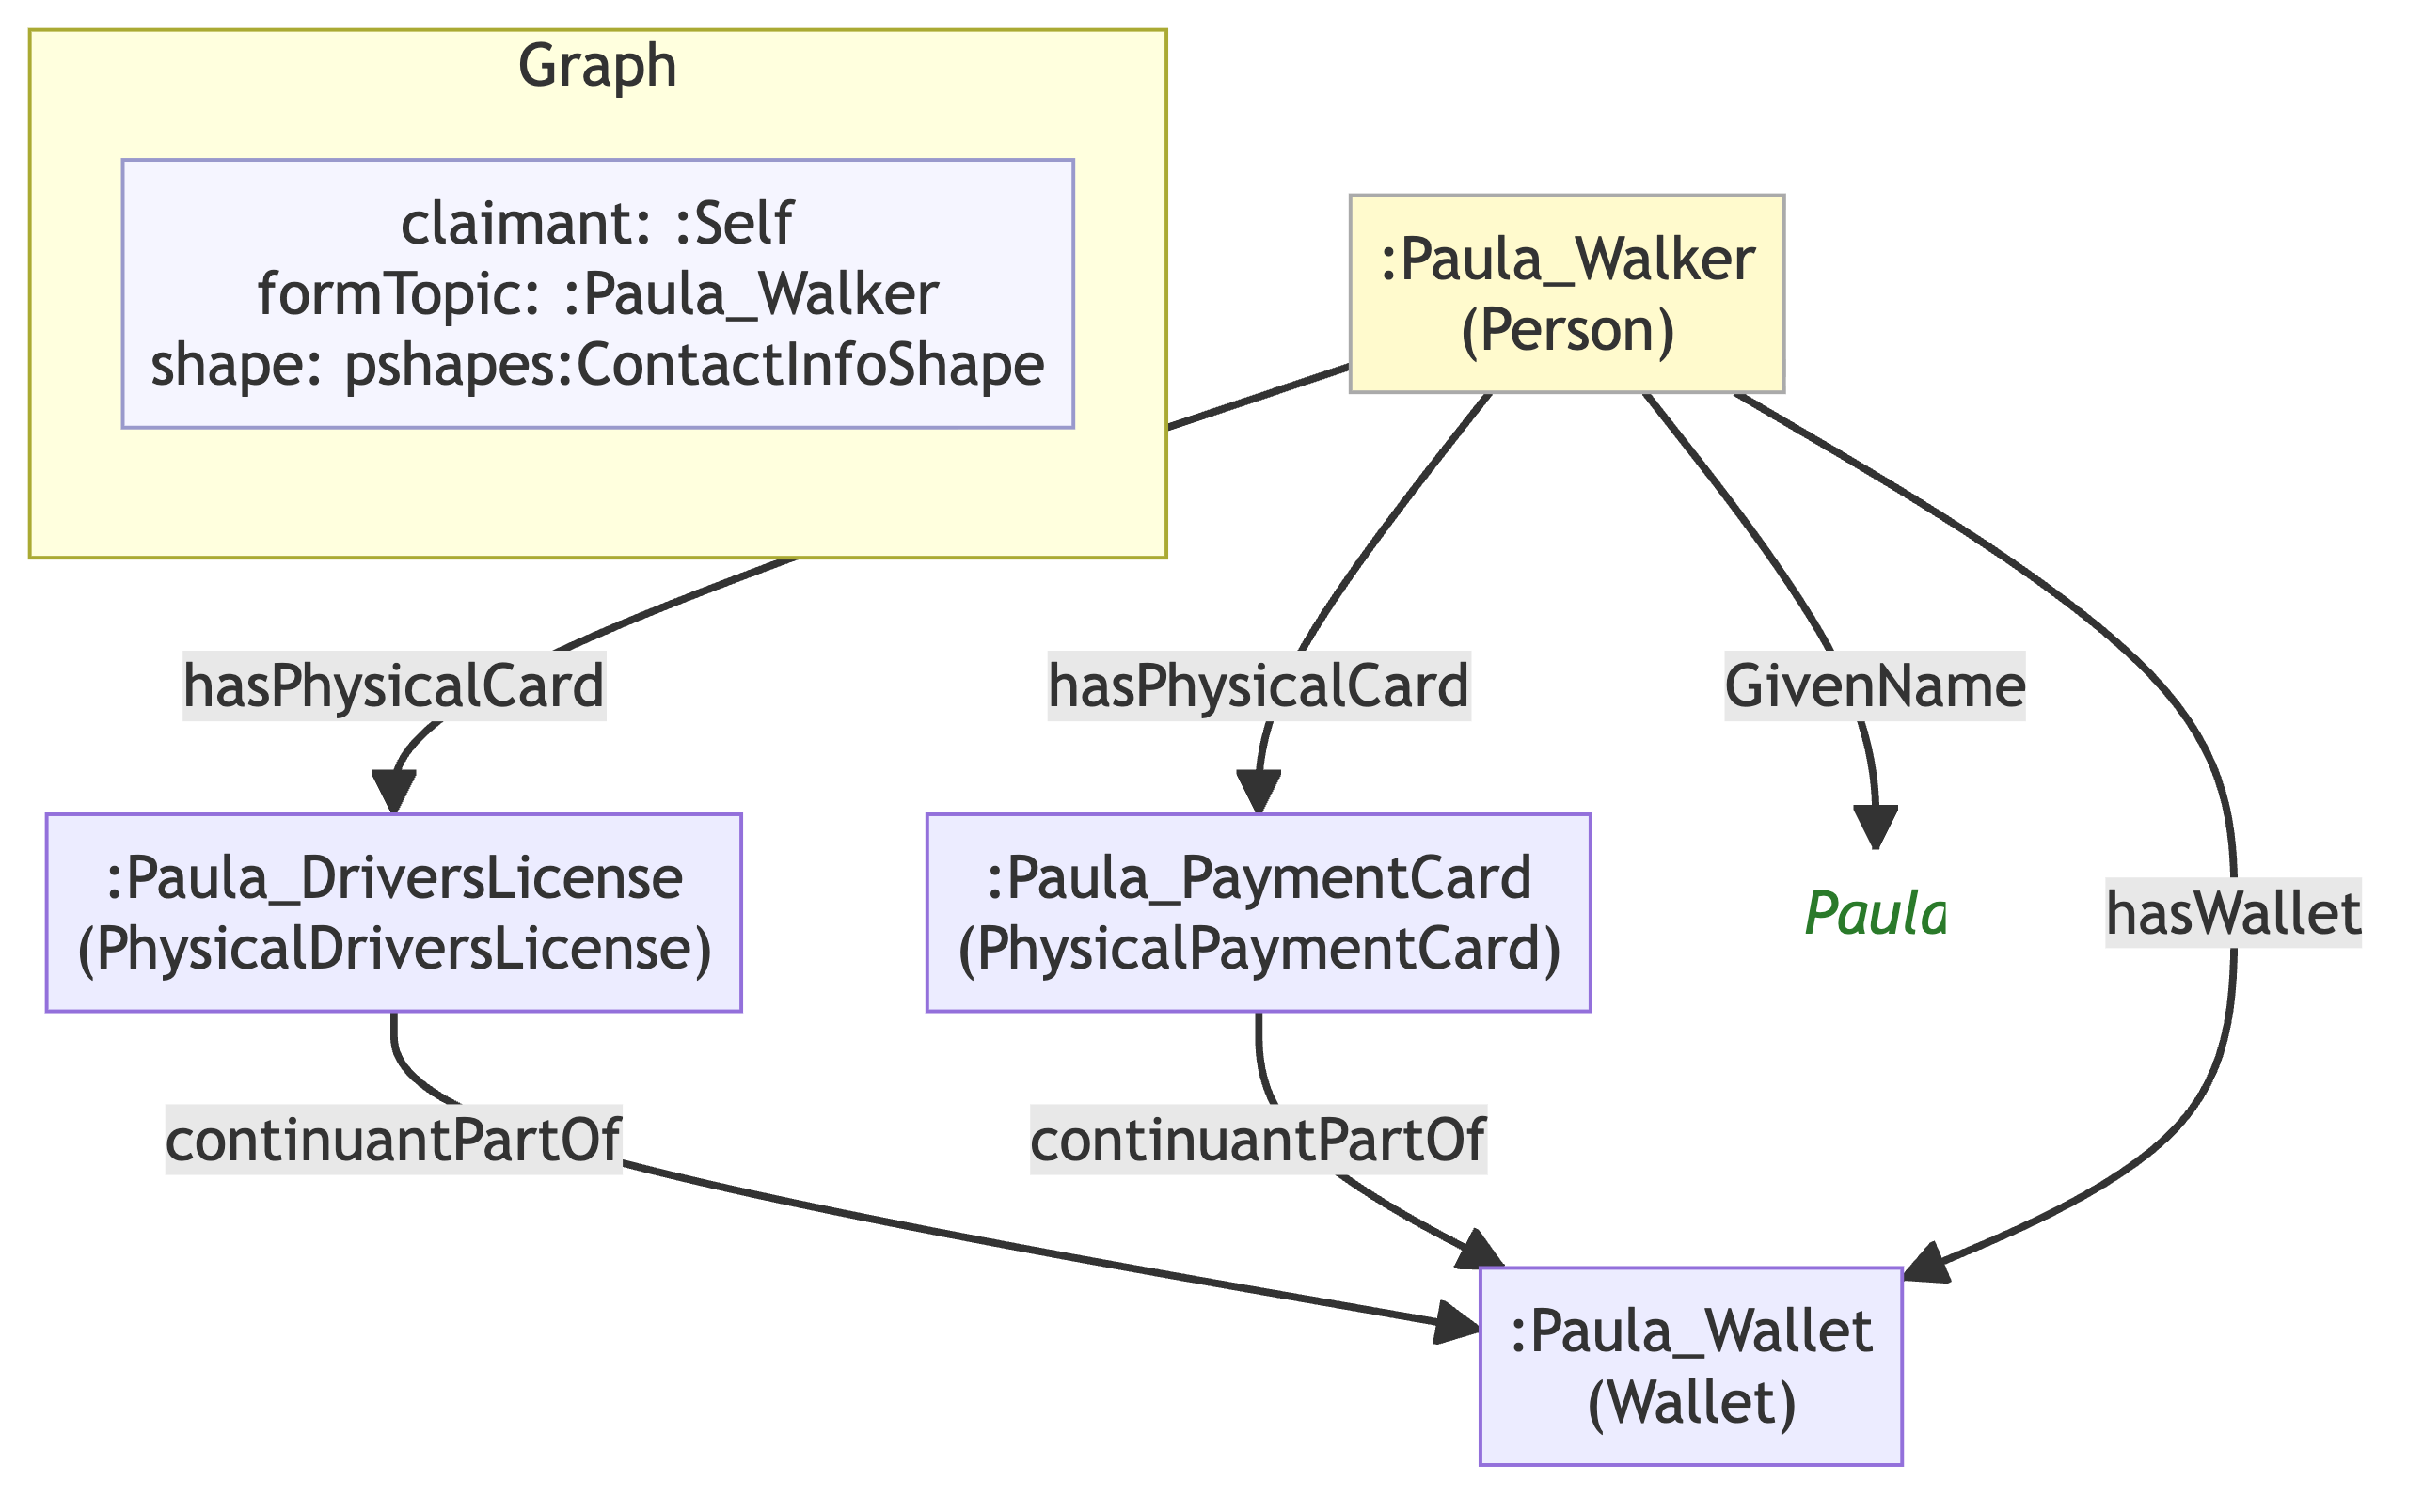 Graph
claimant: :Self
formTopic: :Paula_Walker
shape: pshapes:ContactInfoShape
:Paula_Walker
(Person)
hasPhysicalCard
hasPhysicalCard
GivenName
:Paula_DriversLicense
(PhysicalDriversLicense)
:Paula_PaymentCard
(PhysicalPaymentCard)
Paula
hasWallet
continuantPartOf
continuantPartOf
:Paula_Wallet
(Wallet)